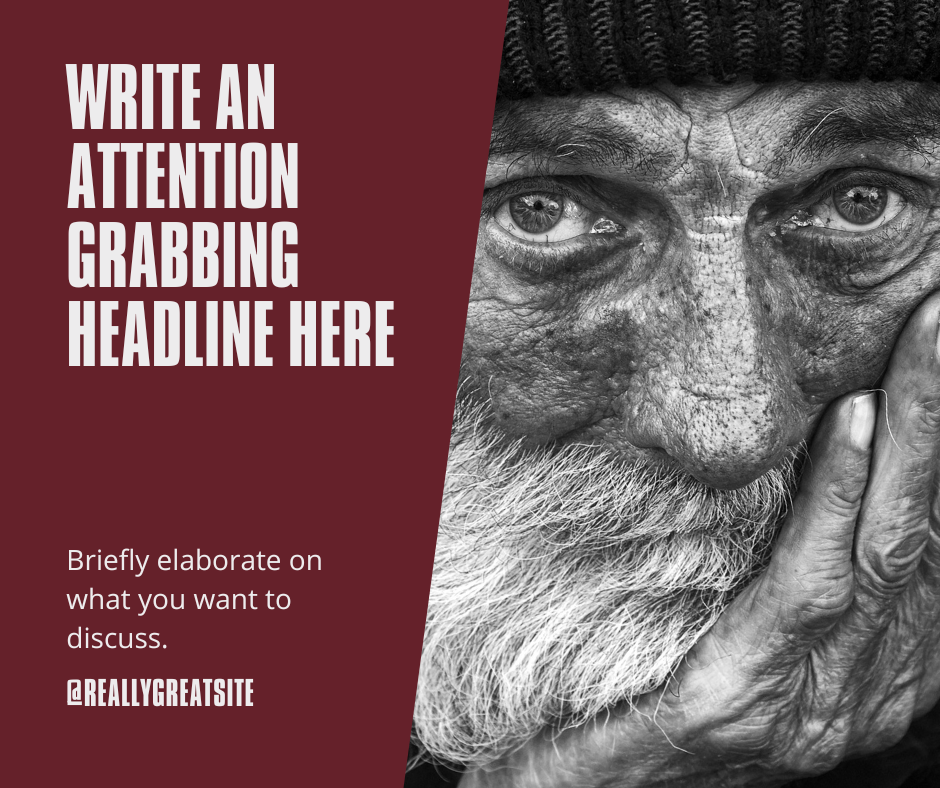 WRITE AN
ATTENTION
GRABBING
HEADLINE HERE
Briefly elaborate on
what you want to
discuss.
@REALLYGREATSITE